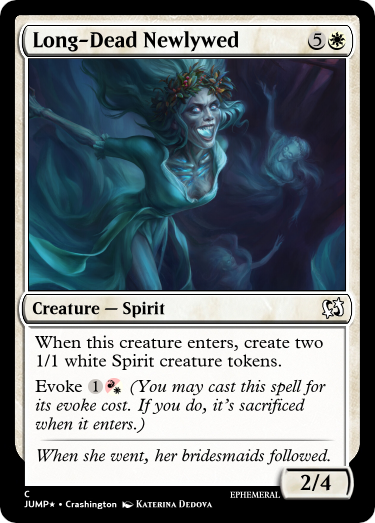 Long-Dead Newlywed 5
Creature — Spirit
When this creature enters, create two
1/1 white Spirit creature tokens.
Evoke 1 (You may cast this spell for
its evoke cost. If you do, it's sacrificed
when it enters.)
When she went, her bridesmaids followed.
2/4
C EPHEMERAL
JUMP★ • Crashington Katerina Dedova